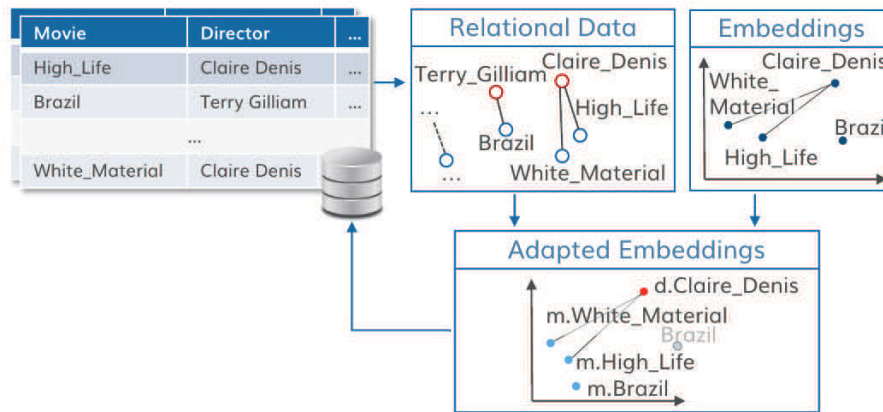 Movie Director ...
High_Life Claire Denis ...
Brazil Terry Gilliam ...
...
White_Material Claire Denis ...
Relational Data
Claire_Denis
Terry_Gilliam
...
High_Life
Brazil
...
White_Material
Embeddings
Claire_Denis
White_
Material
Brazi
High_Life
Adapted Embeddings
d.Claire_Denis
m.White_Material
Brazil
m.High_Life
m.Brazil